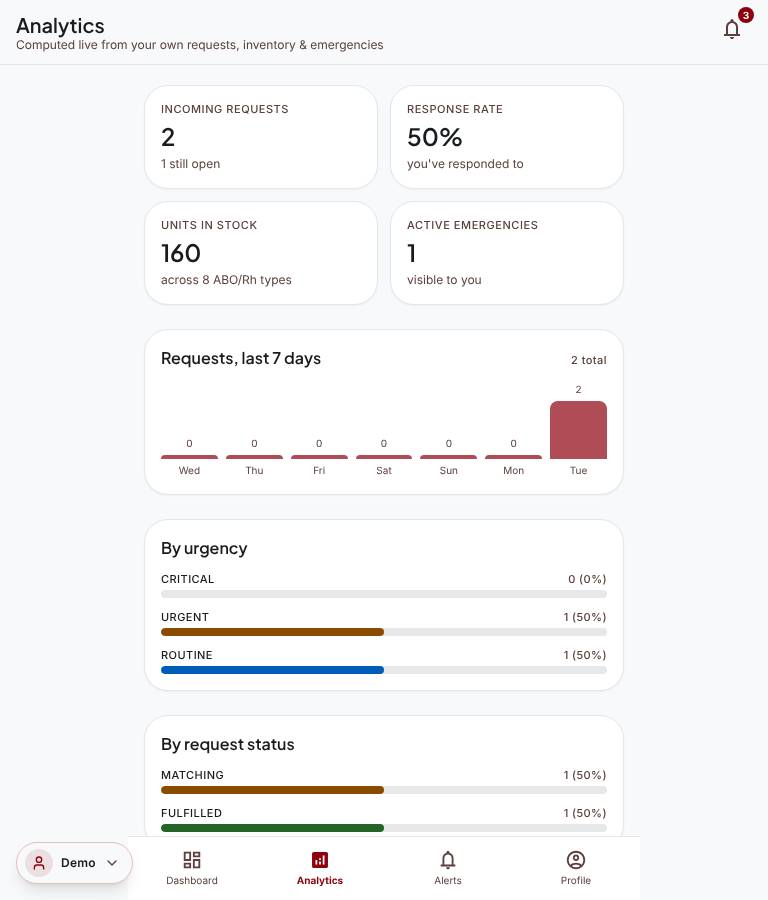 Analytics
Computed live from your own requests, inventory & emergencies
3
INCOMING REQUESTS
2
1 still open
RESPONSE RATE
50%
you've responded to
UNITS IN STOCK
160
across 8 ABO/Rh types
ACTIVE EMERGENCIES
1
visible to you
Requests, last 7 days
2 total
0 0 0 0 0 0 2
Wed Thu Fri Sat Sun Mon Tue
By urgency
CRITICAL 0 (0%)
URGENT 1 (50%)
ROUTINE 1 (50%)
By request status
MATCHING 1 (50%)
FULFILLED 1 (50%)
Demo
Dashboard Analytics Alerts Profile